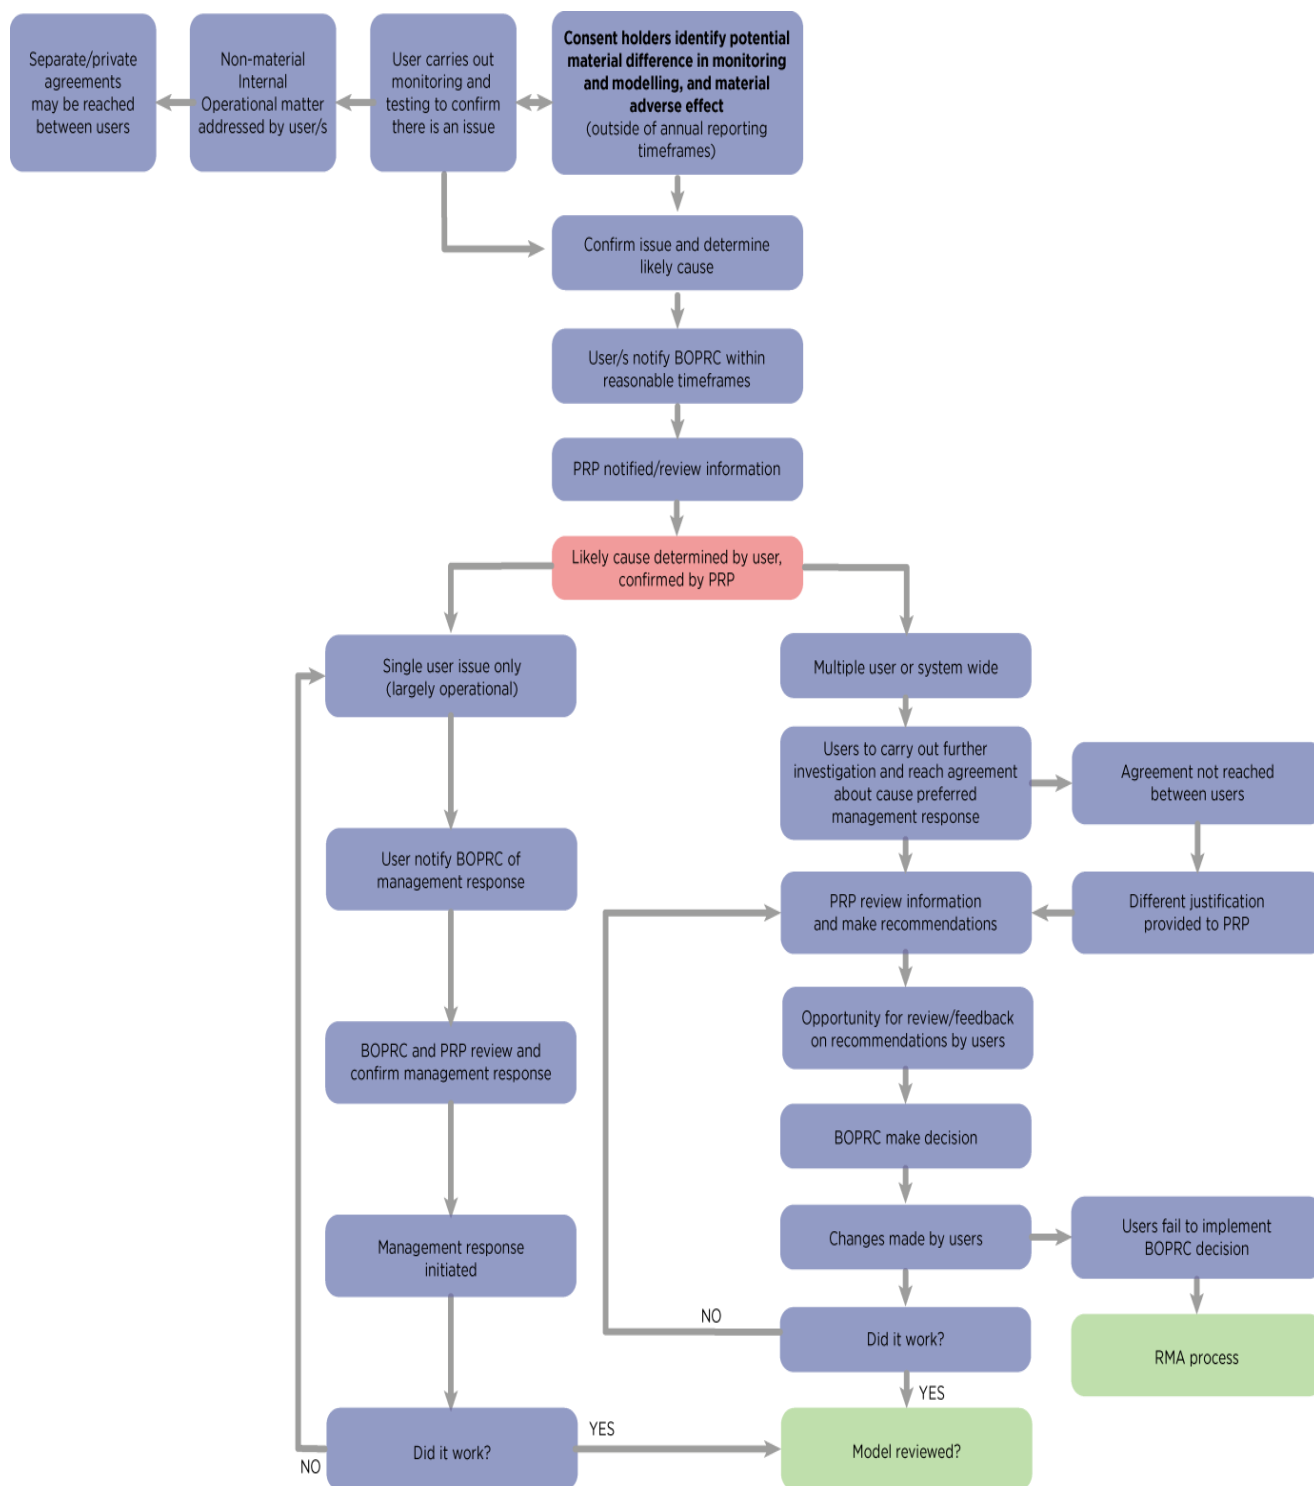 Separate/private
agreements
may be reached
between users
Non-material
Internal
Operational matter
addressed by user/s
User carries out
monitoring and
testing to confirm
there is an issue
Consent holders identify potential
material difference in monitoring
and modelling, and material
adverse effect
(outside of annual reporting
timeframes)
Confirm issue and determine
likely cause
User/s notify BOPRC within
reasonable timeframes
PRP notified/review information
Likely cause determined by user,
confirmed by PRP
Single user issue only
(largely operational)
User notify BOPRC of
management response
BOPRC and PRP review and
confirm management response
Management response
initiated
Did it work?
NO
YES
Multiple user or system wide
Users to carry out further
investigation and reach agreement
about cause preferred
management response
Agreement not reached
between users
Different justification
provided to PRP
PRP review information
and make recommendations
Opportunity for review/feedback
on recommendations by users
BOPRC make decision
Changes made by users
Users fail to implement
BOPRC decision
RMA process
Did it work?
NO
YES
Model reviewed?